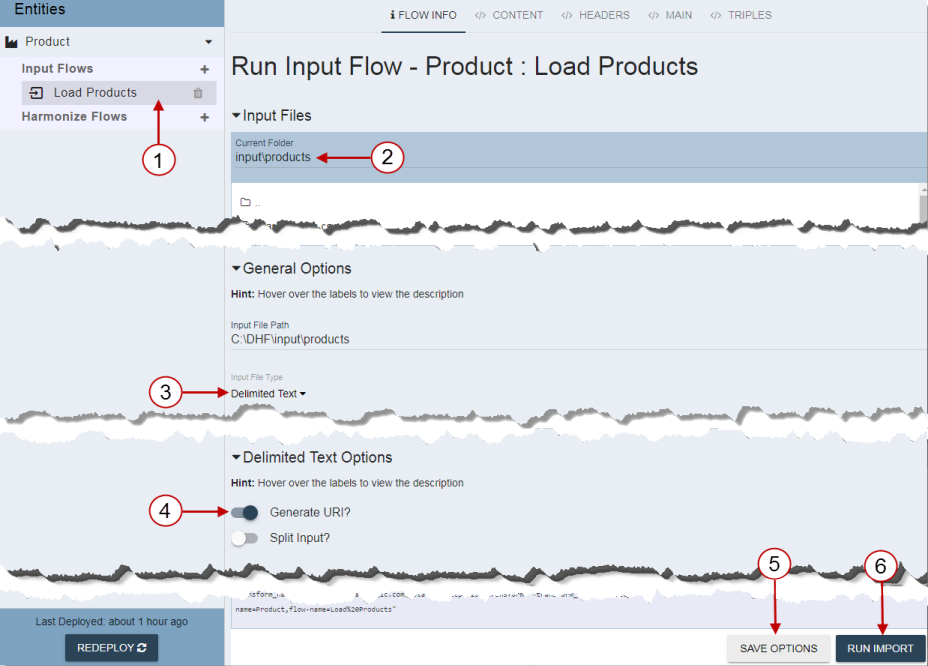 Entities
Product
Input Flows +
Load Products
Harmonize Flows +
1
FLOW INFO </> CONTENT </> HEADERS </> MAIN </> TRIPLES
Run Input Flow - Product : Load Products
Input Files
Current Folder
input\products
2
..
General Options
Hint: Hover over the labels to view the description
Input File Path
C:\DHF\input\products
Input File Type
3
Delimited Text
Delimited Text Options
Hint: Hover over the labels to view the description
4
Generate URI?
Split Input?
5
6
name=Product,flow-name=Load%20Products"
Last Deployed: about 1 hour ago
REDEPLOY
SAVE OPTIONS
RUN IMPORT